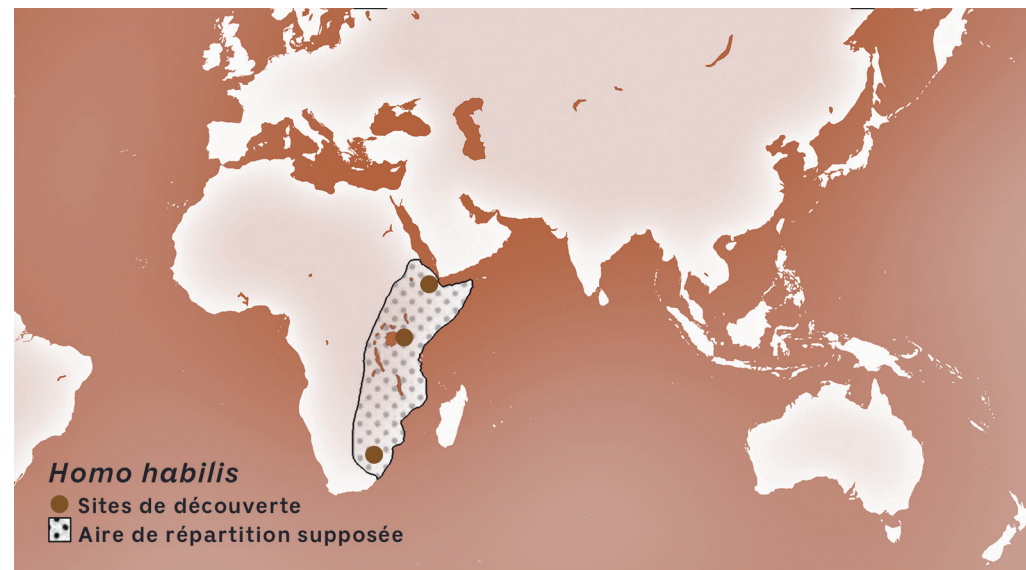 Homo habilis
Sites de découverte
Aire de répartition supposée